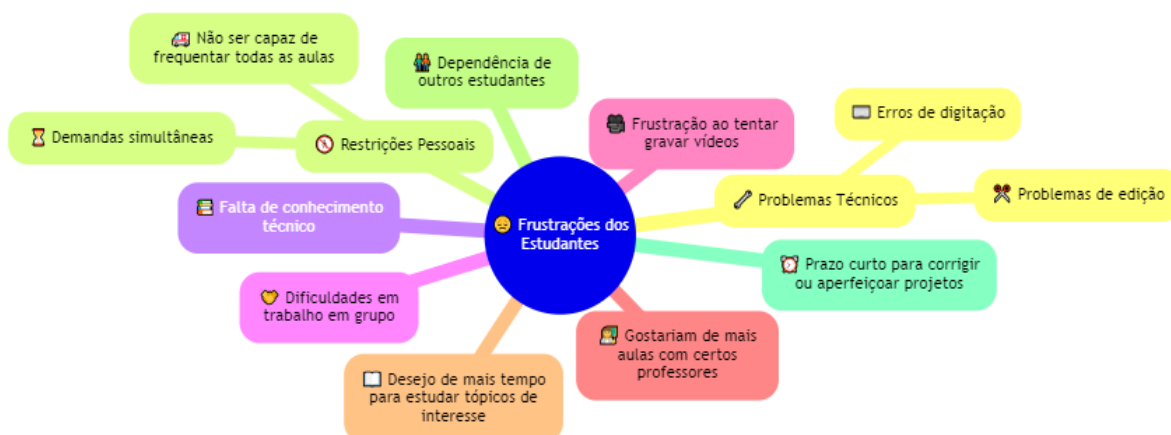 Não ser capaz de
frequentar todas as aulas
Dependência de
outros estudantes
Demandas simultâneas
Restrições Pessoais
Frustração ao tentar
gravar vídeos
Erros de digitação
Problemas Técnicos
Problemas de edição
Falta de conhecimento
técnico
Frustrações dos
Estudantes
Prazo curto para corrigir
ou aperfeiçoar projetos
Dificuldades em
trabalho em grupo
Gostariam de mais
aulas com certos
professores
Desejo de mais tempo
para estudar tópicos de
interesse